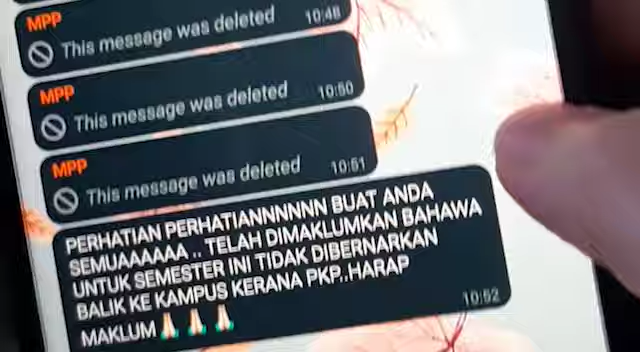 MPP
This message was deleted
10:48
MPP
This message was deleted
10:50
MPP
This message was deleted
10:51
PERHATIAN PERHATIANNNNNN BUAT ANDA
SEMUAAAAAA .. TELAH DIMAKLUMKAN BAHAWA
UNTUK SEMESTER INI TIDAK DIBERNARKAN
BALIK KE KAMPUS KERANA PKP..HARAP
MAKLUM 🙏🏻 🙏🏻 🙏🏻
10:52